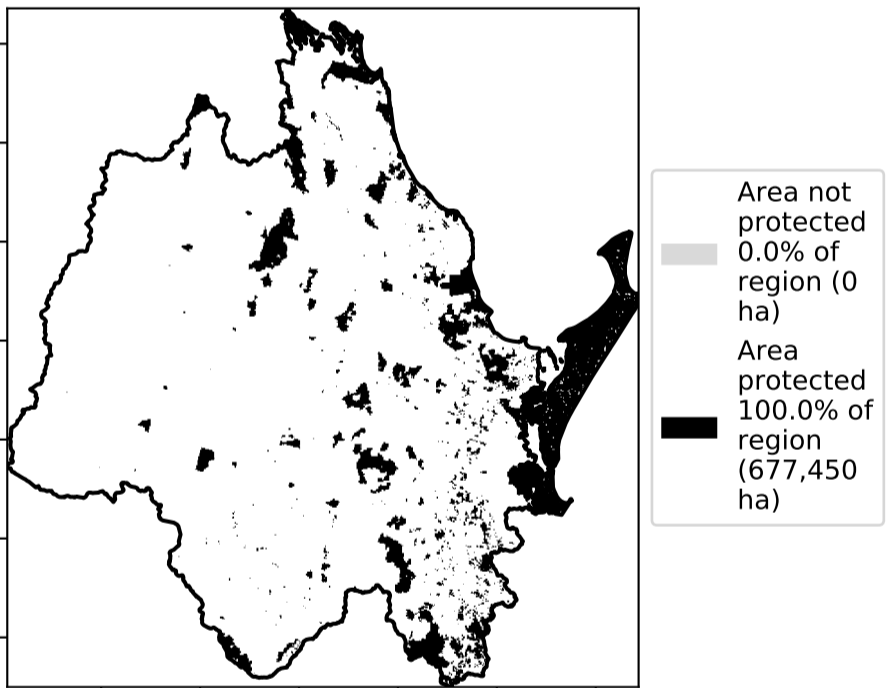 Area not
protected
0.0% of
region (0
ha)
Area
protected
100.0% of
region
(677,450
ha)